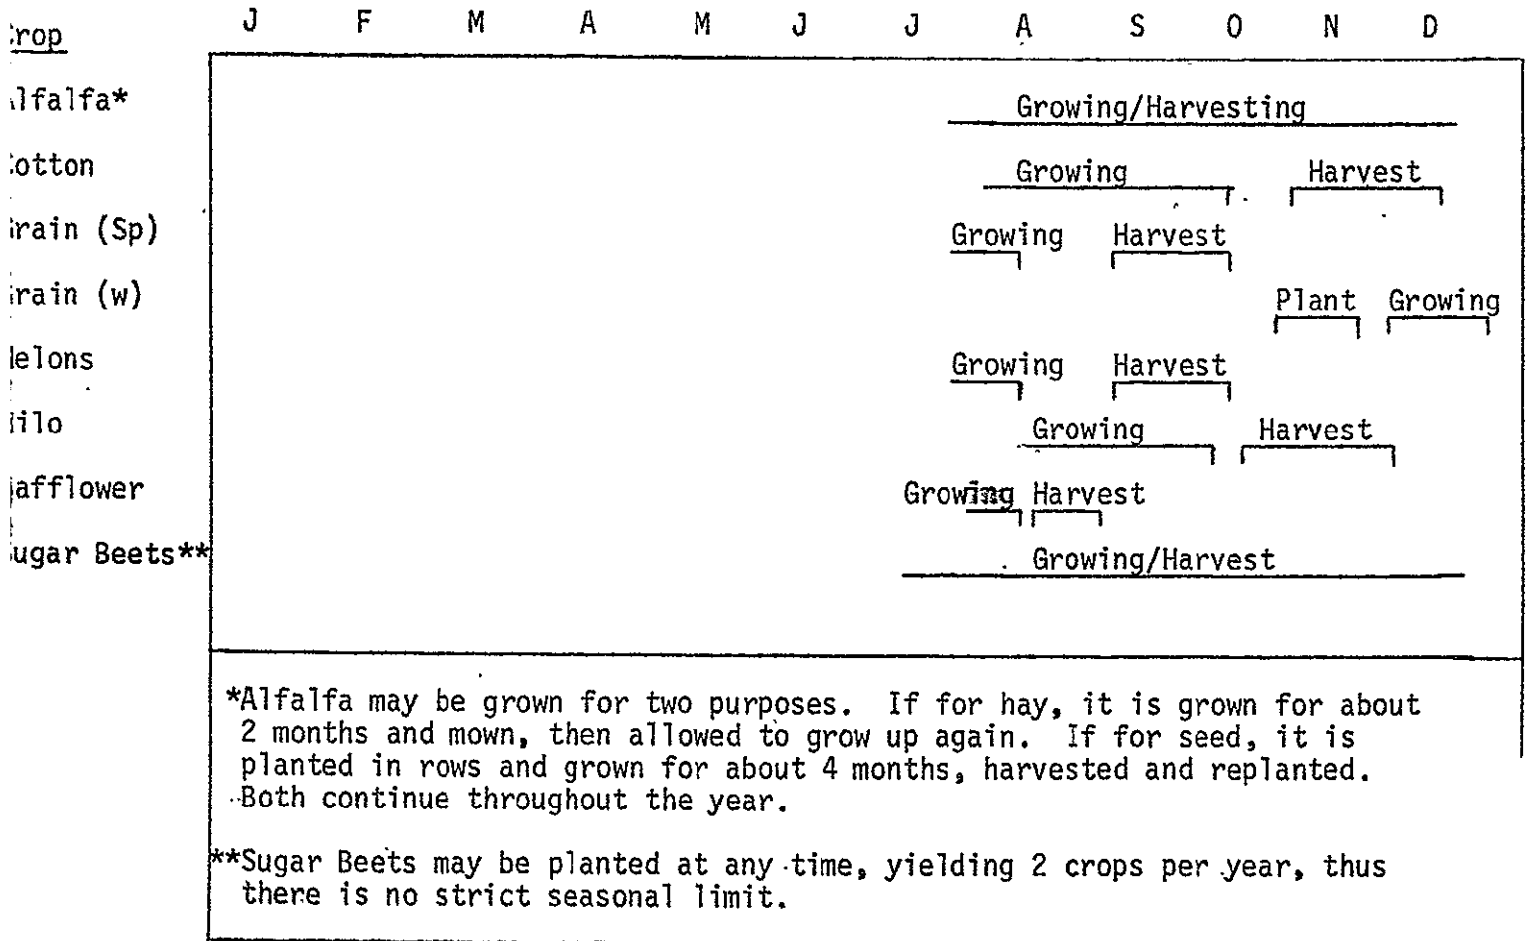 J F M A M J J A S O N D
rop
lfalfa* Growing/Harvesting
otton Growing Harvest
rain (Sp) Growing Harvest
rain (w) Plant Growing
elons Growing Harvest
ilo Growing Harvest
afflower Growing Harvest
ugar Beets** Growing/Harvest
*Alfalfa may be grown for two purposes. If for hay, it is grown for about
2 months and mown, then allowed to grow up again. If for seed, it is
planted in rows and grown for about 4 months, harvested and replanted.
Both continue throughout the year.
**Sugar Beets may be planted at any time, yielding 2 crops per year, thus
there is no strict seasonal limit.